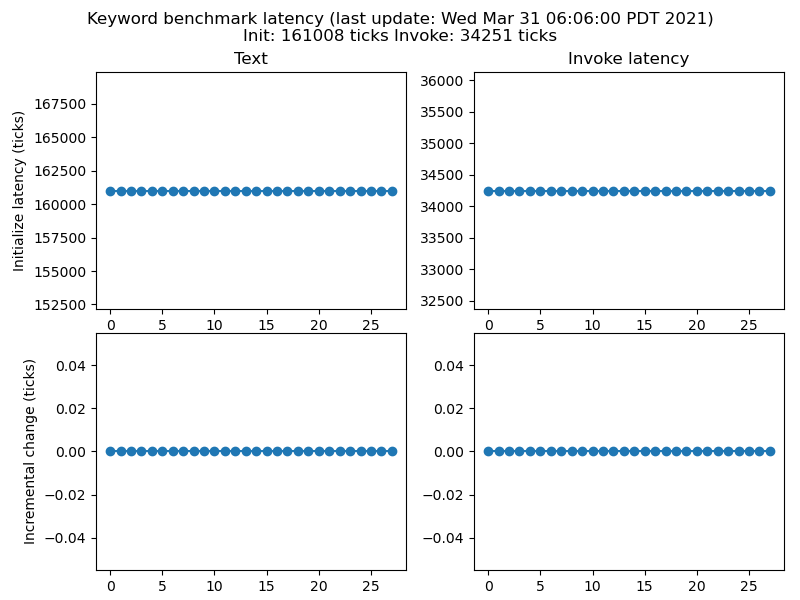 Keyword benchmark latency (last update: Wed Mar 31 06:06:00 PDT 2021)
Init: 161008 ticks Invoke: 34251 ticks
Text
Invoke latency
Initialize latency (ticks)
167500
165000
162500
160000
157500
155000
152500
0 5 10 15 20 25
36000
35500
35000
34500
34000
33500
33000
32500
0 5 10 15 20 25
Incremental change (ticks)
0.04
0.02
0.00
−0.02
−0.04
0 5 10 15 20 25
0.04
0.02
0.00
−0.02
−0.04
0 5 10 15 20 25